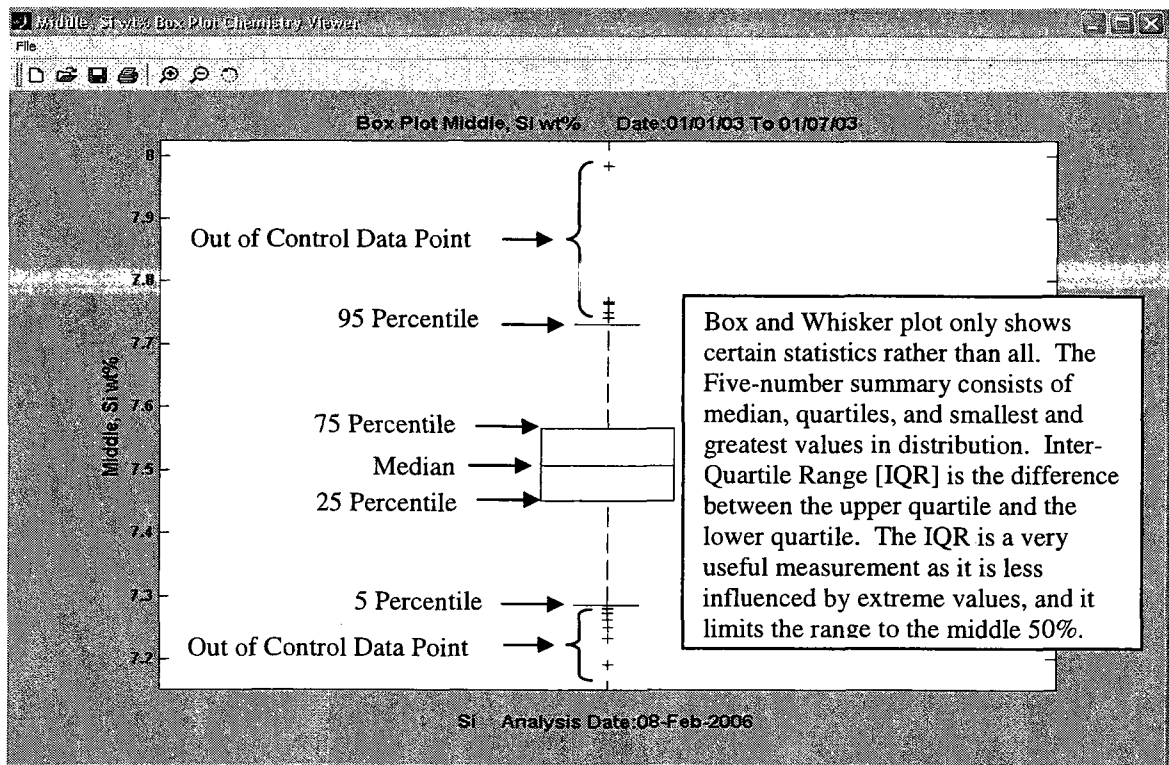 Middle, Si wt% Box Plot Chemistry Viewer
File
Box Plot Middle, Si wt% Date:01/01/03 To 01/07/03
8
7.9
Out of Control Data Point
7.8
95 Percentile
7.7
7.6
75 Percentile
Median
7.5
25 Percentile
7.4
7.3
5 Percentile
Out of Control Data Point
7.2
Middle, Si wt%
Box and Whisker plot only shows
certain statistics rather than all. The
Five-number summary consists of
median, quartiles, and smallest and
greatest values in distribution. Inter-
Quartile Range [IQR] is the difference
between the upper quartile and the
lower quartile. The IQR is a very
useful measurement as it is less
influenced by extreme values, and it
limits the range to the middle 50%.
Si Analysis Date:08-Feb-2006